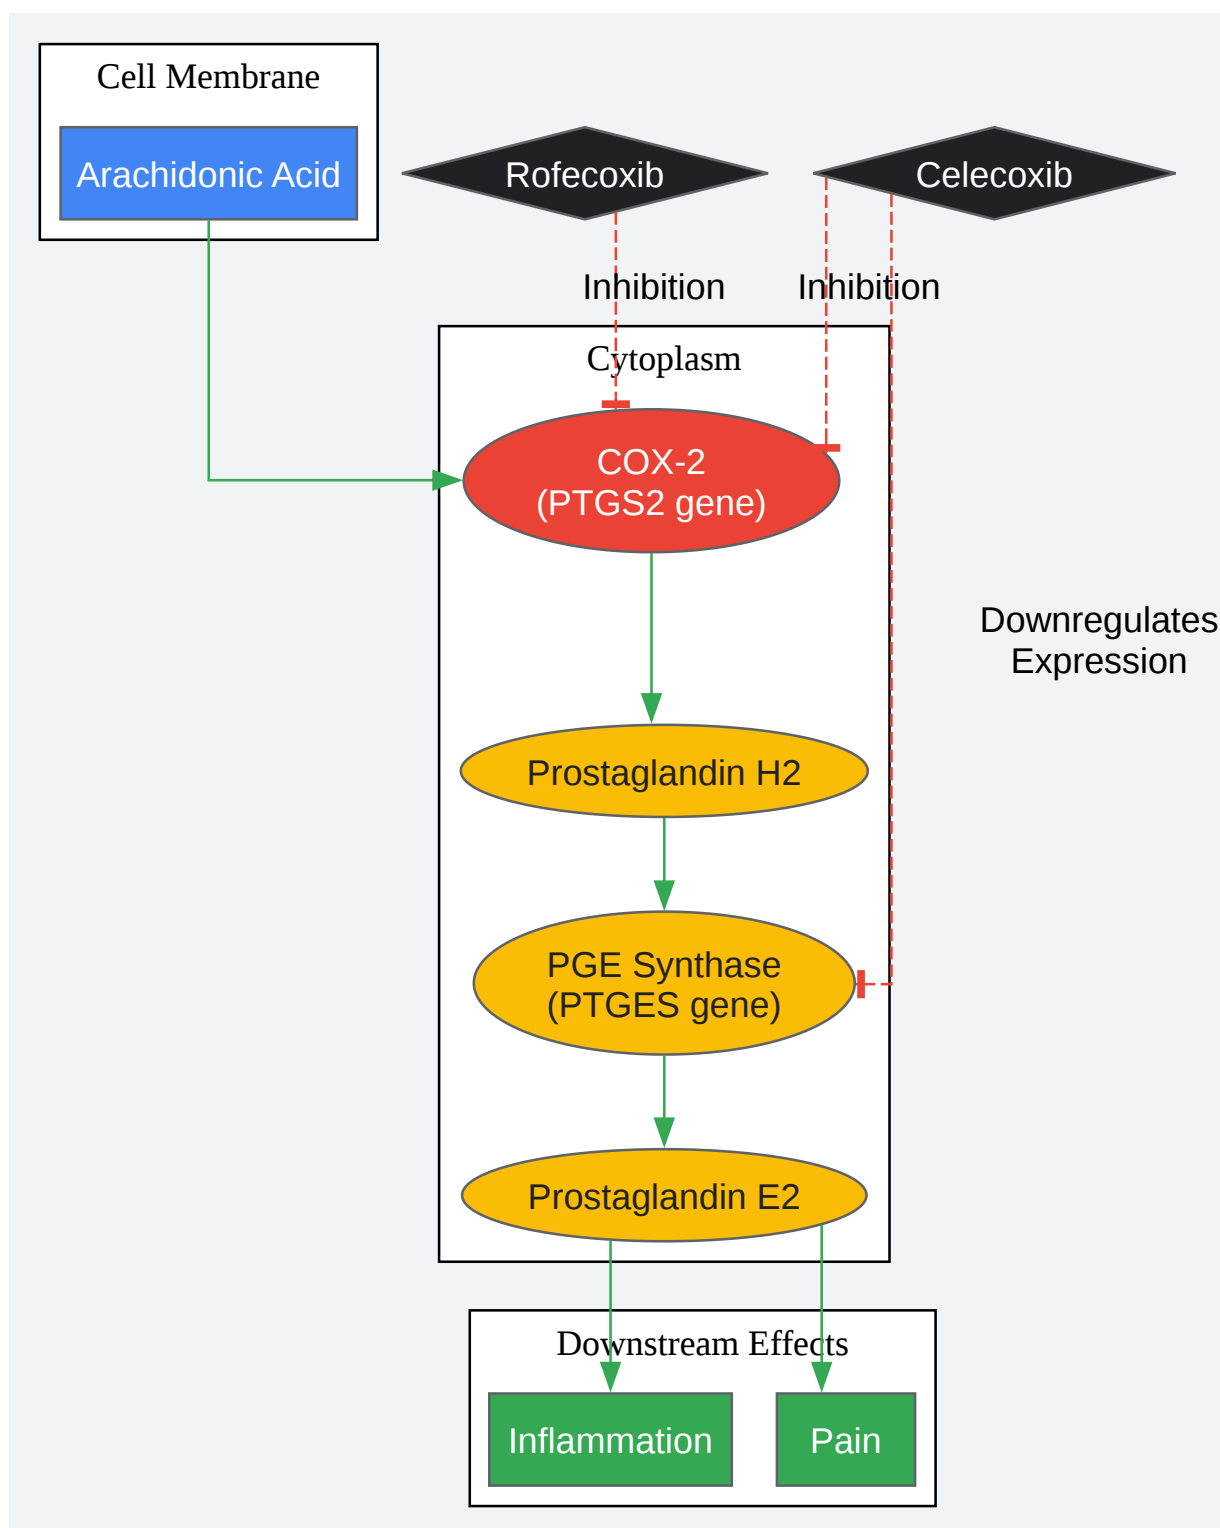 Cell Membrane
Arachidonic Acid
Rofecoxib
Celecoxib
Inhibition
Inhibition
Cytoplasm
COX-2
(PTGS2 gene)
Downregulates
Expression
Prostaglandin H2
PGE Synthase
(PTGES gene)
Prostaglandin E2
Downstream Effects
Inflammation
Pain